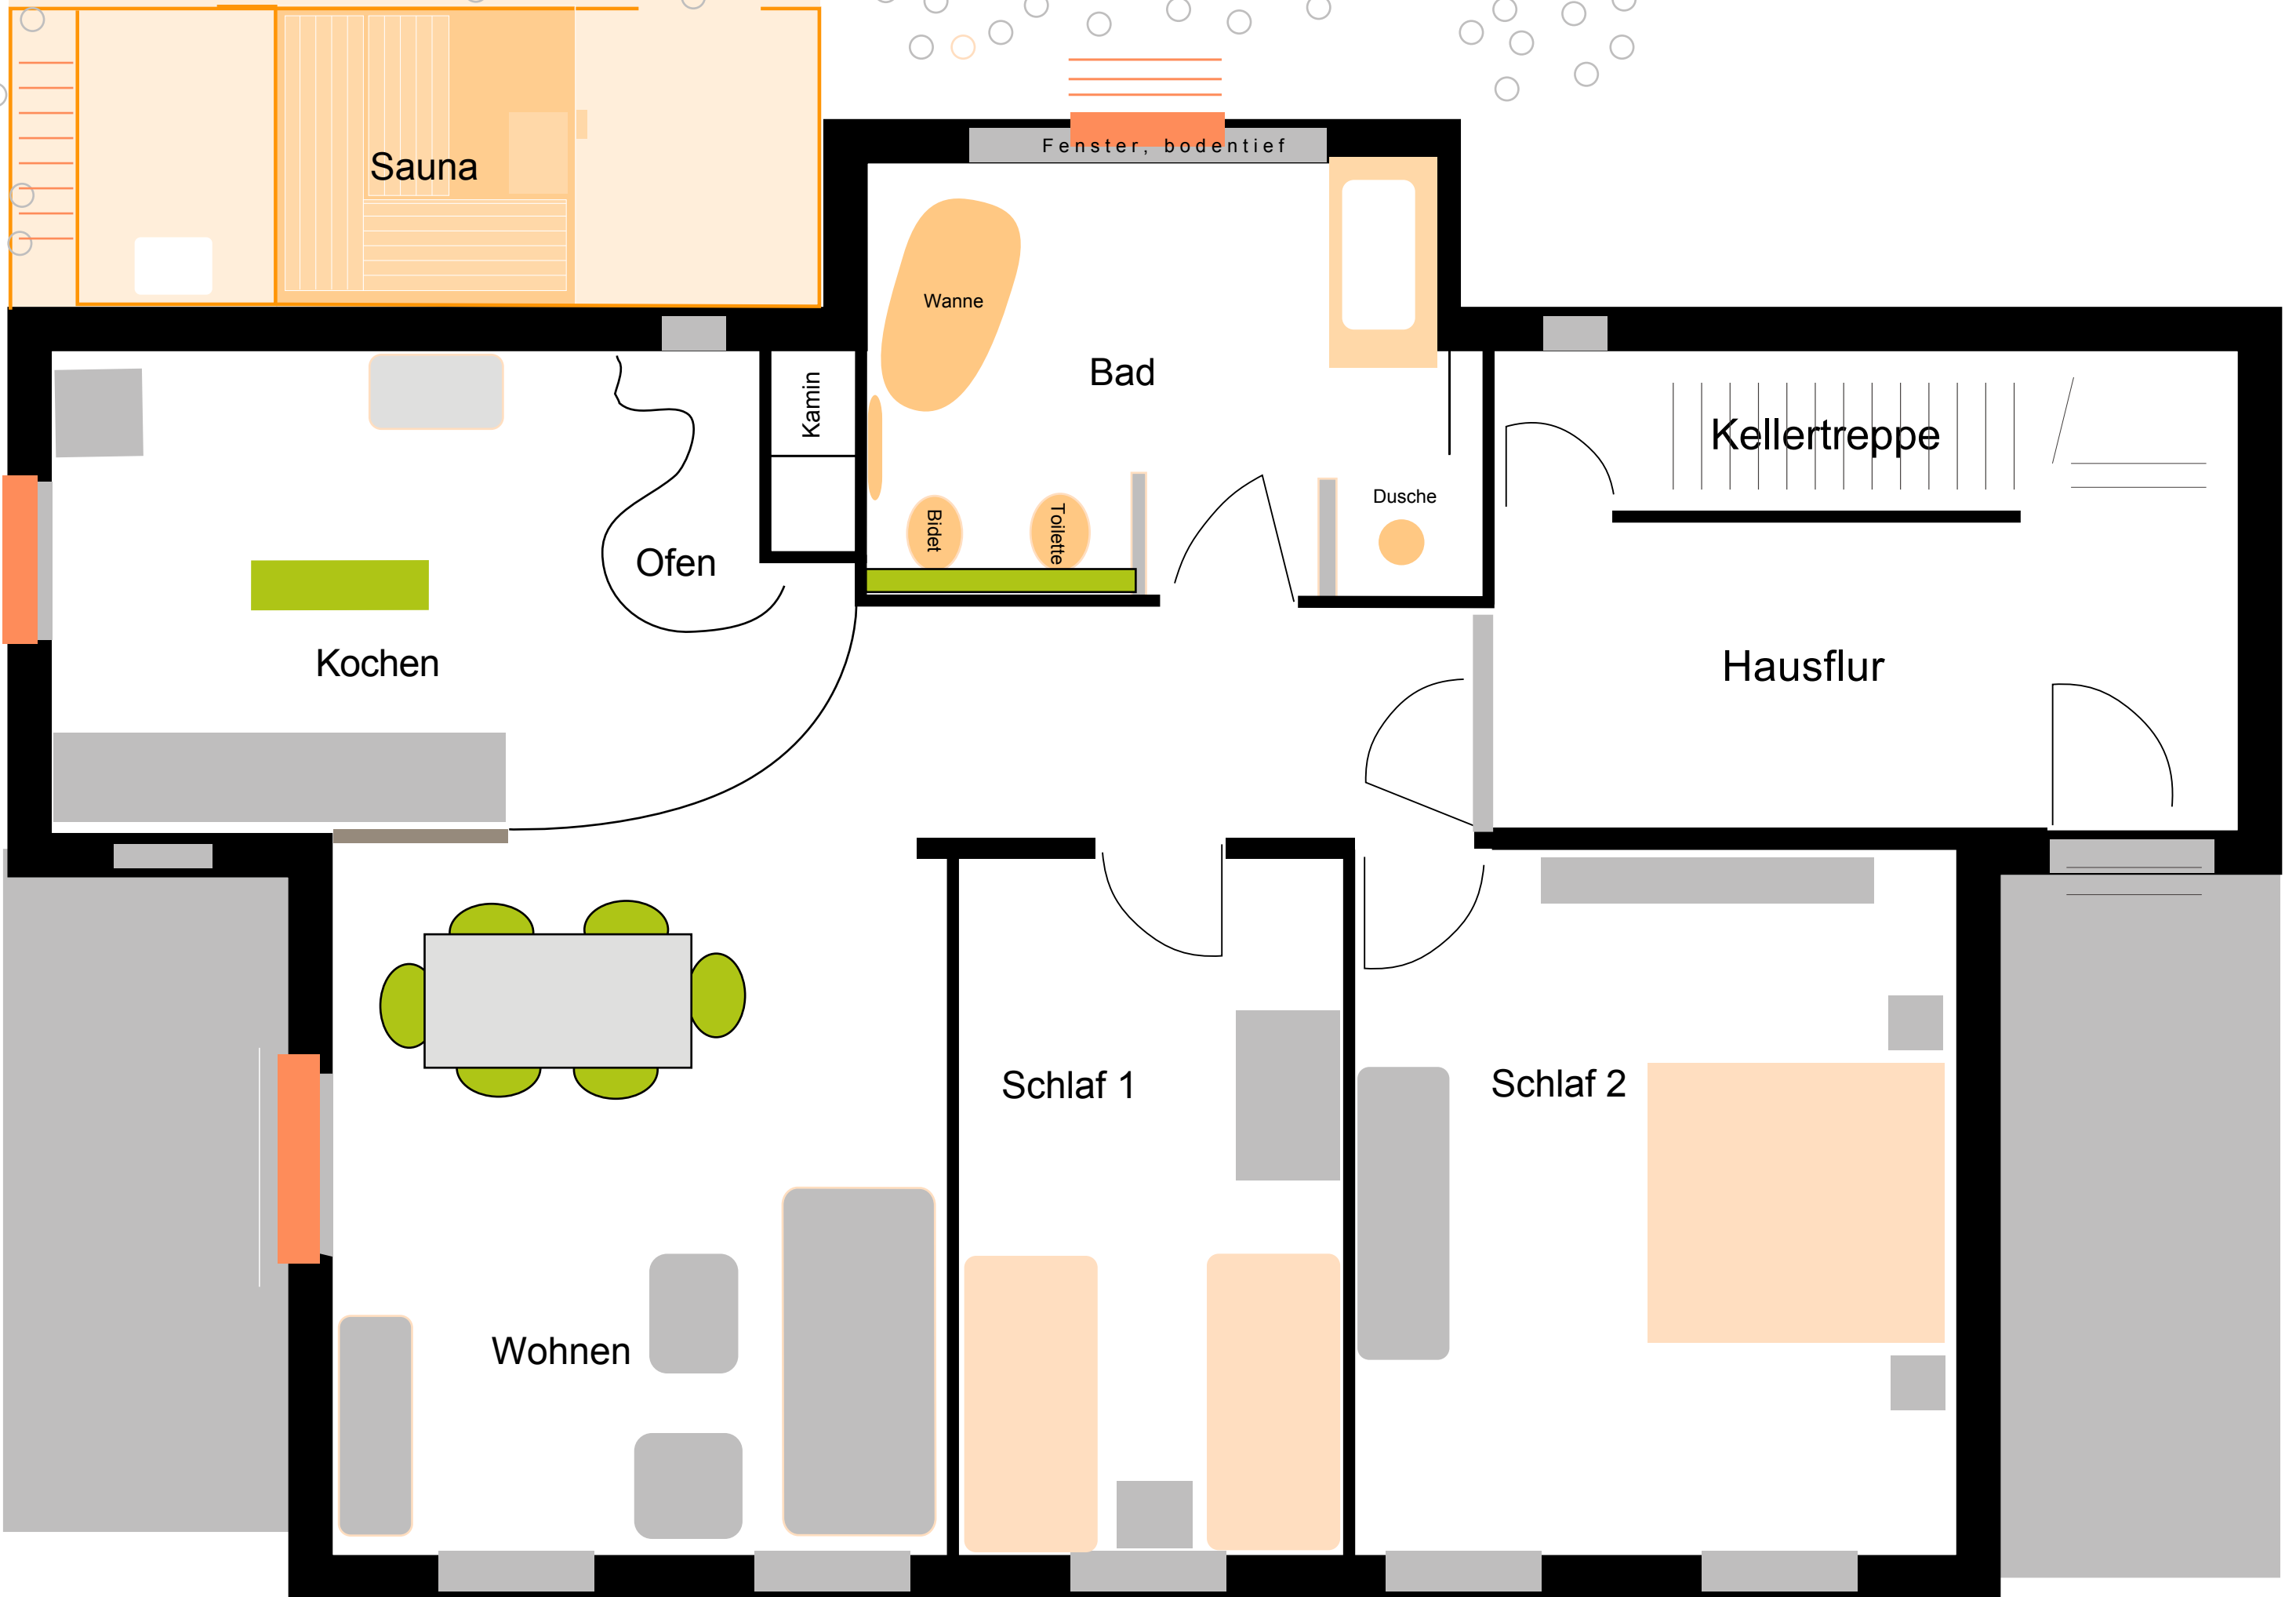 Fenster, bodentief
Sauna
Wanne
Bad
Kamin
Kellertreppe
Dusche
Bidet
Toilette
Ofen
Kochen
Hausflur
Schlaf 1
Schlaf 2
Wohnen